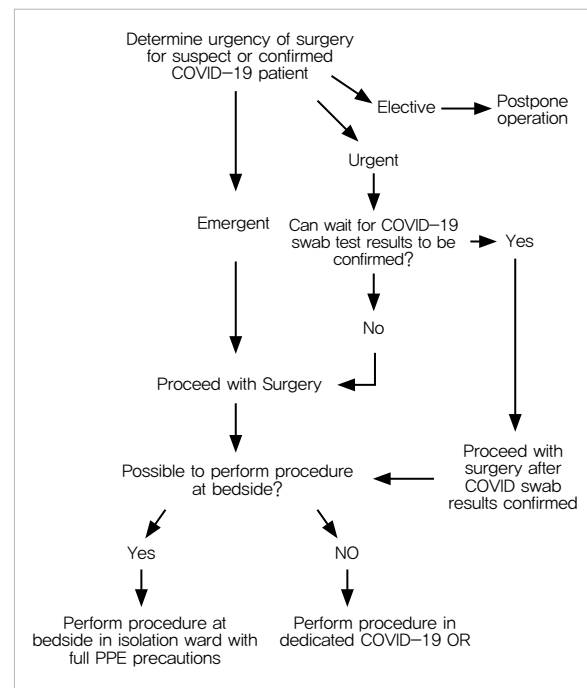 Determine urgency of surgery
for suspect or confirmed
COVID–19 patient
Elective
Postpone
operation
Urgent
Emergent
Can wait for COVID–19
swab test results to be
confirmed?
Yes
No
Proceed with Surgery
Proceed with
surgery after
COVID swab
results confirmed
Possible to perform procedure
at bedside?
Yes
NO
Perform procedure at
bedside in isolation ward with
full PPE precautions
Perform procedure in
dedicated COVID–19 OR